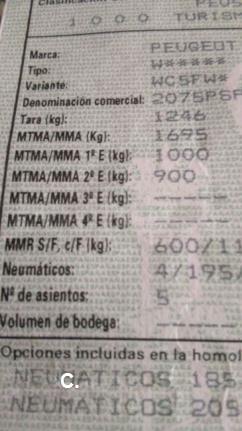 1000 TURISM
Marca: PEUGEOT
Tipo: W*****
Variante: WC5FW*
Denominación comercial: 207 5P SP
Tara (kg): 1246
MTMA/MMA (Kg): 1695
MTMA/MMA 1ª E (kg): 1000
MTMA/MMA 2ª E (kg): 900
MTMA/MMA 3ª E (kg): -----
MTMA/MMA 4ª E (kg): -----
MMR S/F, c/F (kg): 600/11
Neumáticos: 4/195/
Nº de asientos: 5
Volumen de bodega: -----
Opciones incluidas en la homol
NEUMATICOS 185
NEUMATICOS 205
C.